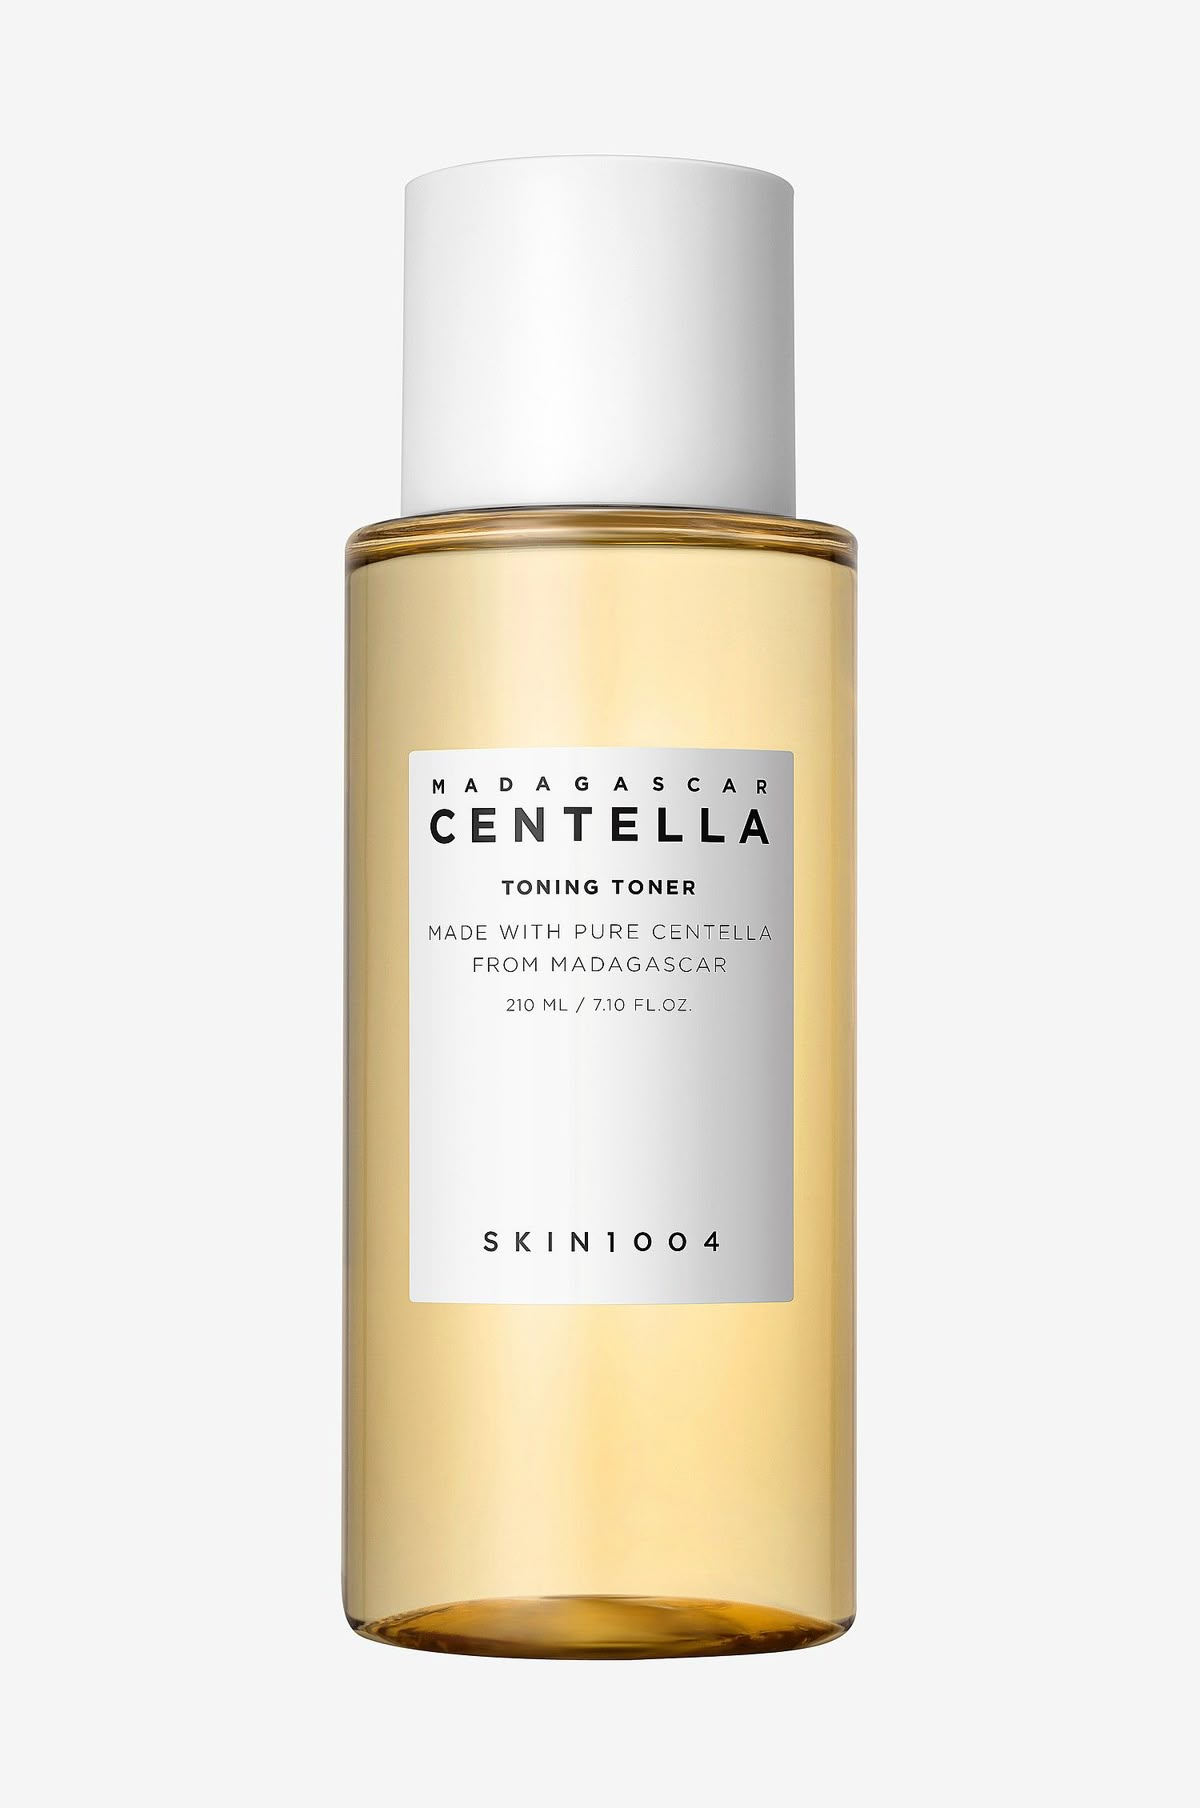 MADAGASCAR
CENTELLA
TONING TONER
MADE WITH PURE CENTELLA
FROM MADAGASCAR
210 ML / 7.10 FL.OZ.
SKIN1004